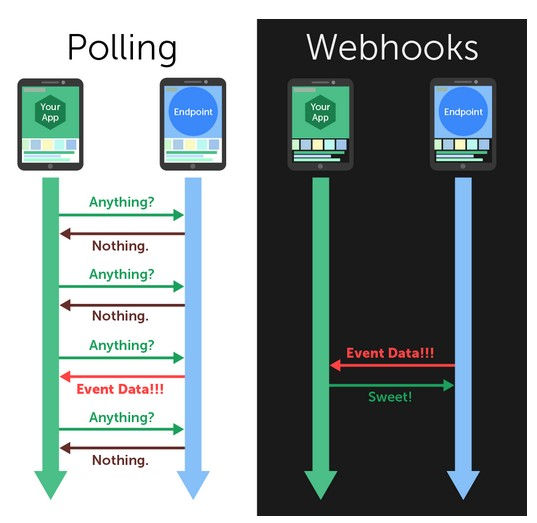 Polling
Your
App
Endpoint
Anything?
Nothing.
Anything?
Nothing.
Anything?
Event Data!!!
Anything?
Nothing.
Webhooks
Your
App
Endpoint
Event Data!!!
Sweet!